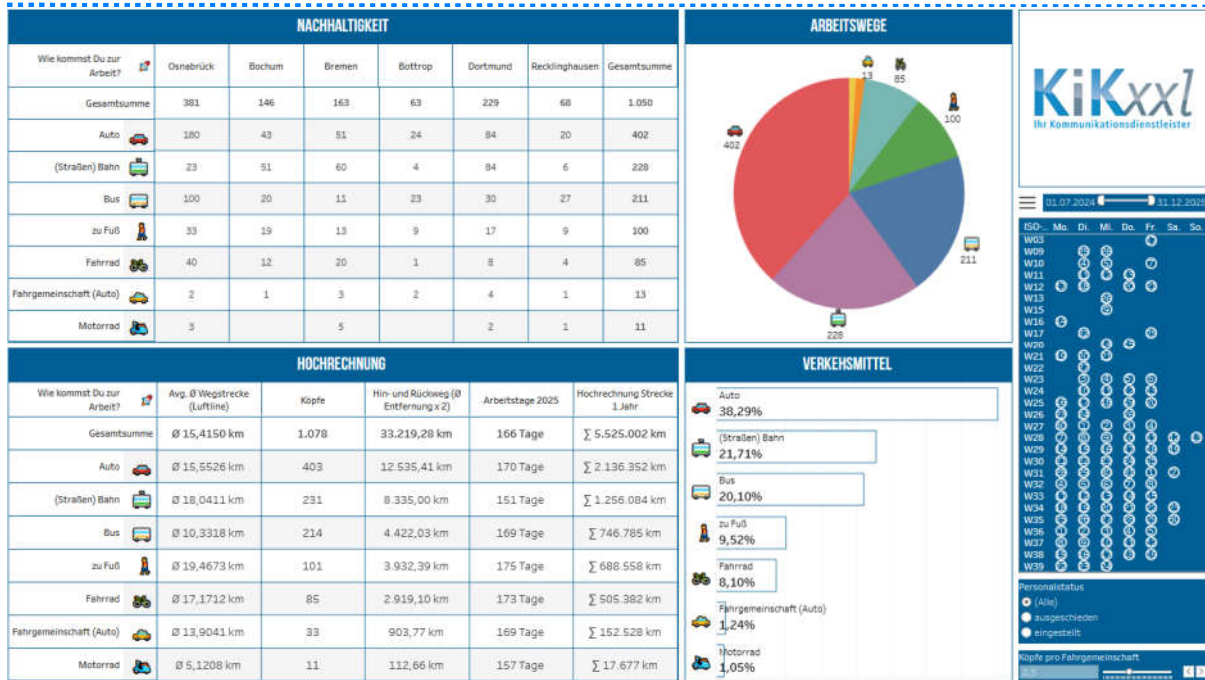 NACHHALTIGKEIT
Wie kommst Du zur Arbeit? Osnabrück Bochum Bremen Bottrop Dortmund Recklinghausen Gesamtsumme
Gesamtsumme 381 146 163 63 229 68 1.050
Auto 180 43 51 24 84 20 402
(Straßen) Bahn 23 51 60 4 84 6 228
Bus 100 20 11 23 30 27 211
zu Fuß 33 19 13 9 17 9 100
Fahrrad 40 12 20 1 8 4 85
Fahrgemeinschaft (Auto) 2 1 3 2 4 1 13
Motorrad 3 5 2 1 11
ARBEITSWEGE
13
85
100
402
211
228
KiKxxl
Ihr Kommunikationsdienstleister
01.07.2024 31.12.2025
ISO-.. Mo. Di. Mi. Do. Fr. Sa. So.
W03
W09
W10
W11
W12
W13
W15
W16
W17
W20
W21
W22
W23
W24
W25
W26
W27
W28
W29
W30
W31
W32
W33
W34
W35
W36
W37
W38
W39
HOCHRECHNUNG
Wie kommst Du zur Arbeit? Avg. Ø Wegstrecke (Luftline) Köpfe Hin- und Rückweg (Ø Entfernung x 2) Arbeitstage 2025 Hochrechnung Strecke 1 Jahr
Gesamtsumme Ø 15,4150 km 1.078 33.219,28 km 166 Tage ∑ 5.525.002 km
Auto Ø 15,5526 km 403 12.535,41 km 170 Tage ∑ 2.136.352 km
(Straßen) Bahn Ø 18,0411 km 231 8.335,00 km 151 Tage ∑ 1.256.084 km
Bus Ø 10,3318 km 214 4.422,03 km 169 Tage ∑ 746.785 km
zu Fuß Ø 19,4673 km 101 3.932,39 km 175 Tage ∑ 688.558 km
Fahrrad Ø 17,1712 km 85 2.919,10 km 173 Tage ∑ 505.382 km
Fahrgemeinschaft (Auto) Ø 13,9041 km 33 903,77 km 169 Tage ∑ 152.528 km
Motorrad Ø 5,1208 km 11 112,66 km 157 Tage ∑ 17.677 km
VERKEHSMITTEL
Auto
38,29%
(Straßen) Bahn
21,71%
Bus
20,10%
zu Fuß
9,52%
Fahrrad
8,10%
Fahrgemeinschaft (Auto)
1,24%
Motorrad
1,05%
Personalstatus
(Alle)
ausgeschieden
eingestellt
Köpfe pro Fahrgemeinschaft